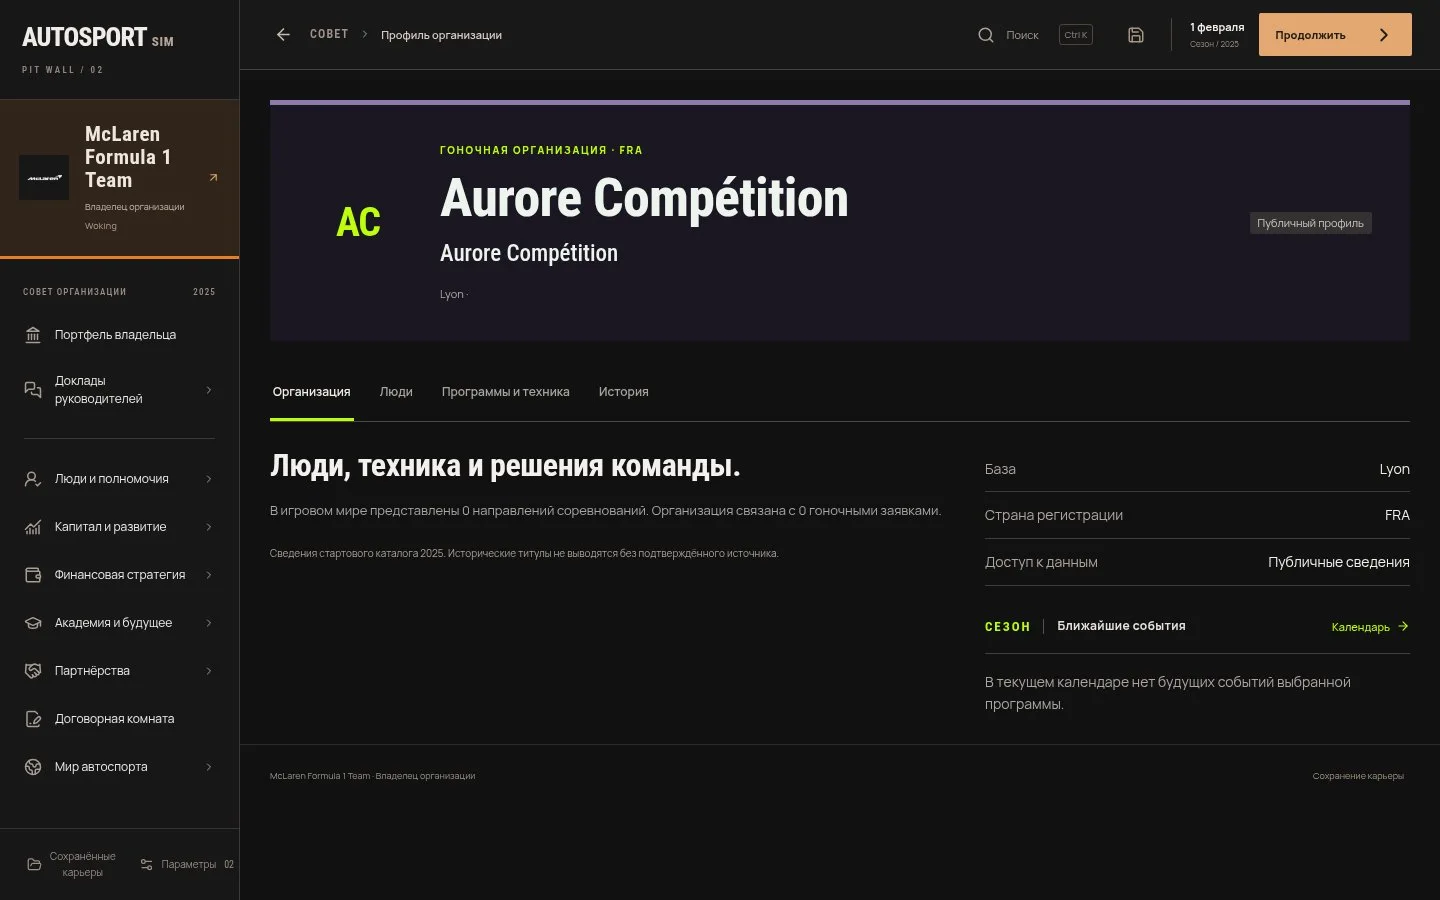 AUTOSPORT SIM
PIT WALL / 02
McLaren
McLaren
Formula 1
Team
Владелец организации
Woking
СОВЕТ ОРГАНИЗАЦИИ 2025
Портфель владельца
Доклады
руководителей
Люди и полномочия
Капитал и развитие
Финансовая стратегия
Академия и будущее
Партнёрства
Договорная комната
Мир автоспорта
Сохранённые
карьеры
Параметры 02
СОВЕТ Профиль организации
Поиск Ctrl K
1 февраля
Сезон / 2025
Продолжить
AC
ГОНОЧНАЯ ОРГАНИЗАЦИЯ · FRA
Aurore Compétition
Aurore Compétition
Lyon ·
Публичный профиль
Организация Люди Программы и техника История
Люди, техника и решения команды.
В игровом мире представлены 0 направлений соревнований. Организация связана с 0 гоночными заявками.
Сведения стартового каталога 2025. Исторические титулы не выводятся без подтверждённого источника.
База Lyon
Страна регистрации FRA
Доступ к данным Публичные сведения
СЕЗОН Ближайшие события Календарь
В текущем календаре нет будущих событий выбранной
программы.
McLaren Formula 1 Team · Владелец организации
Сохранение карьеры